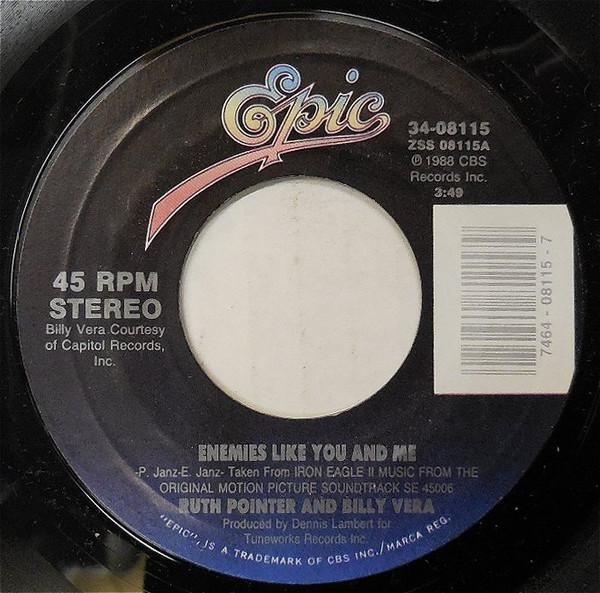 Epic
34-08115
ZSS 08115A
℗ 1988 CBS
Records Inc.
3:49
45 RPM
STEREO
Billy Vera Courtesy
of Capitol Records,
Inc.
7464 - 08115 - 7
ENEMIES LIKE YOU AND ME
-P. Janz-E. Janz- Taken From IRON EAGLE II MUSIC FROM THE
ORIGINAL MOTION PICTURE SOUNDTRACK SE 45006
RUTH POINTER AND BILLY VERA
Produced by Dennis Lambert for
Tuneworks Records Inc.
"EPIC", IS A TRADEMARK OF CBS INC./MARCA REG.